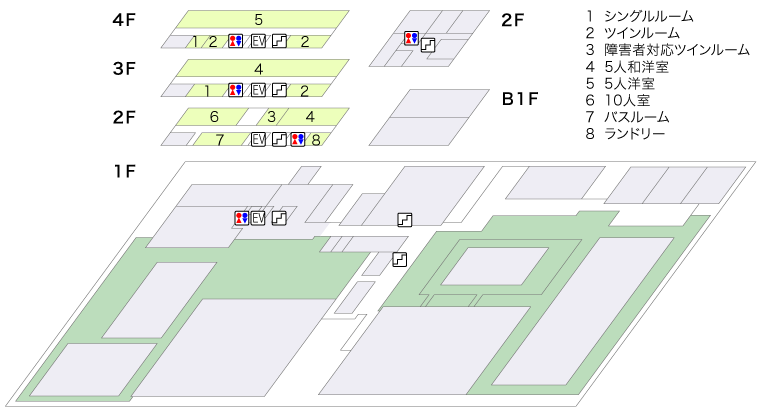 4F
5
1 2 EV 2
3F
4
1 EV 2
2F
6 3 4
7 EV 8
1F
EV
2F
B1F
1 シングルルーム
2 ツインルーム
3 障害者対応ツインルーム
4 5人和洋室
5 5人洋室
6 10人室
7 バスルーム
8 ランドリー